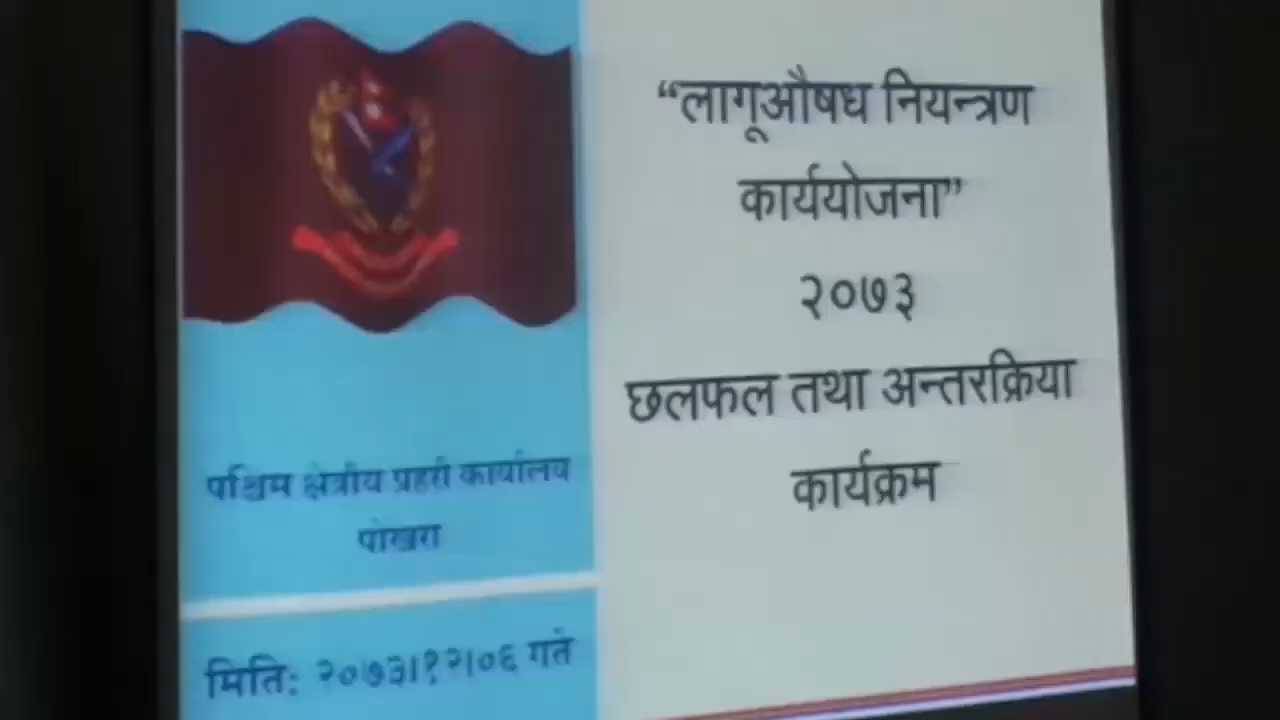 “लागूऔषध नियन्त्रण
कार्ययोजना”
२०७३
छलफल तथा अन्तरक्रिया
कार्यक्रम
पश्चिम क्षेत्रीय प्रहरी कार्यालय
पोखरा
मिति: २०७३।१२।०६ गते